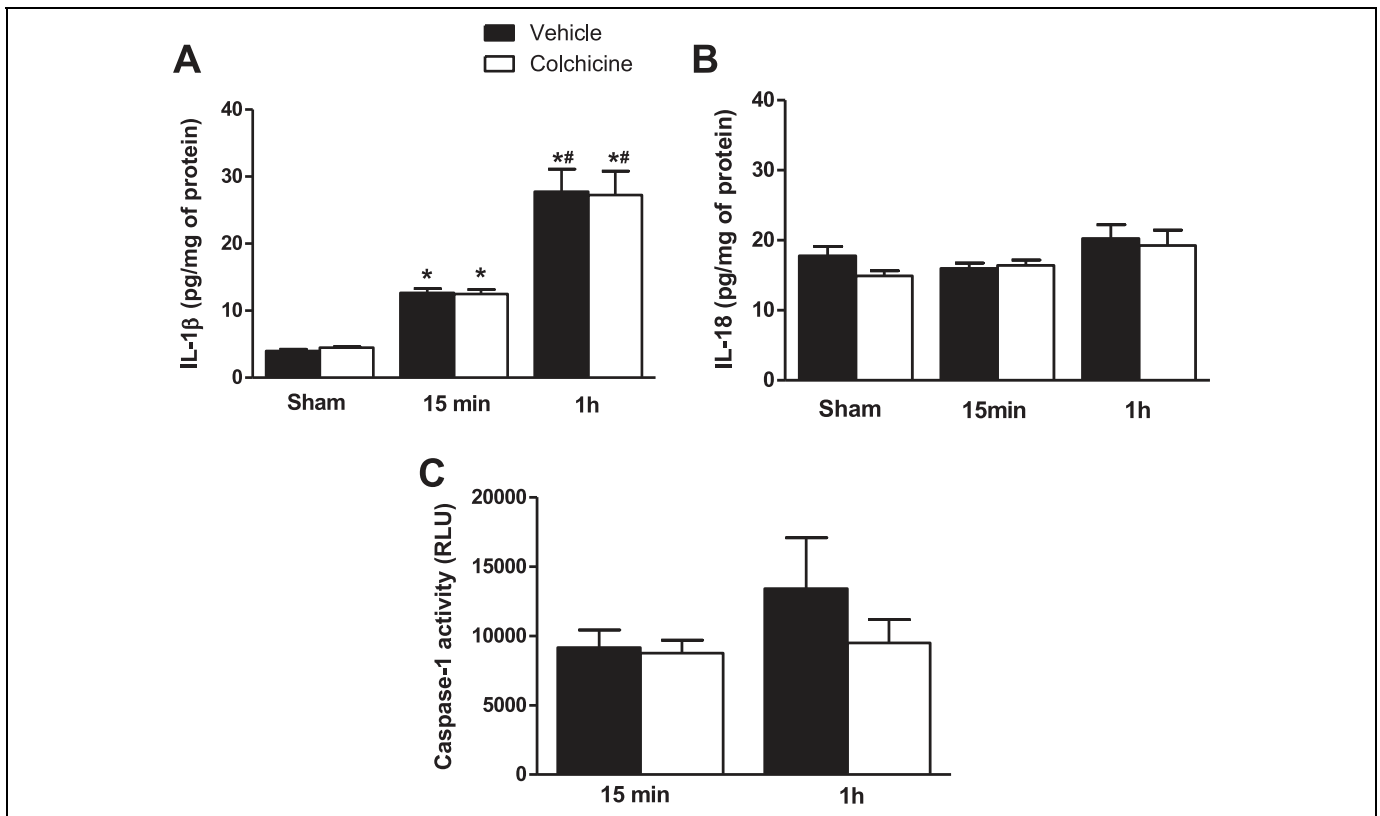 Vehicle
Colchicine
A
IL-1β (pg/mg of protein)
40
30
20
10
0
*
*
*#
*#
Sham
15 min
1h
B
IL-18 (pg/mg of protein)
40
30
20
10
0
Sham
15min
1h
C
Caspase-1 activity (RLU)
20000
15000
10000
5000
0
15 min
1h